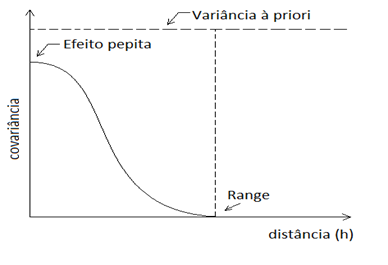 Variância à priori
Efeito pepita
covariância
Range
distância (h)